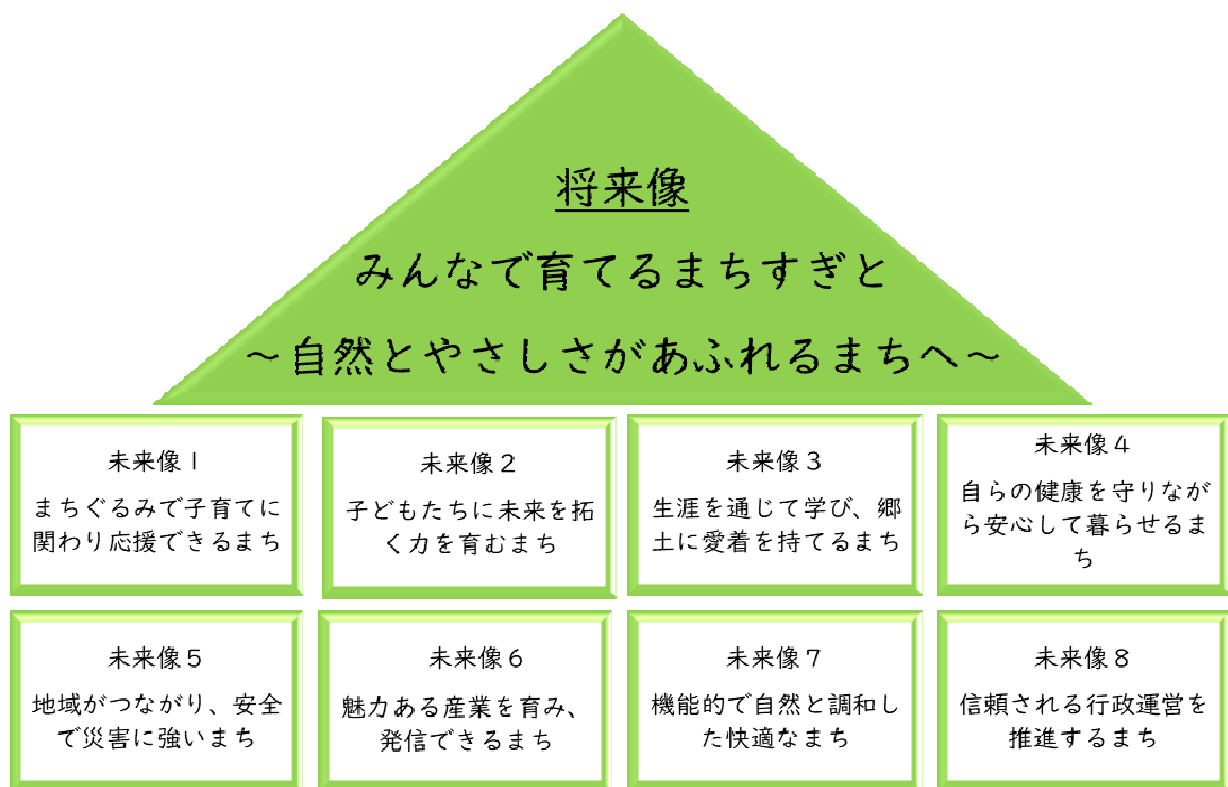 将来像
みんなで育てるまちすぎと
～自然とやさしさがあふれるまちへ～
未来像１
まちぐるみで子育てに
関わり応援できるまち
未来像２
子どもたちに未来を拓
く力を育むまち
未来像３
生涯を通じて学び、郷
土に愛着を持てるまち
未来像４
自らの健康を守りなが
ら安心して暮らせるま
ち
未来像５
地域がつながり、安全
で災害に強いまち
未来像６
魅力ある産業を育み、
発信できるまち
未来像７
機能的で自然と調和し
た快適なまち
未来像８
信頼される行政運営を
推進するまち